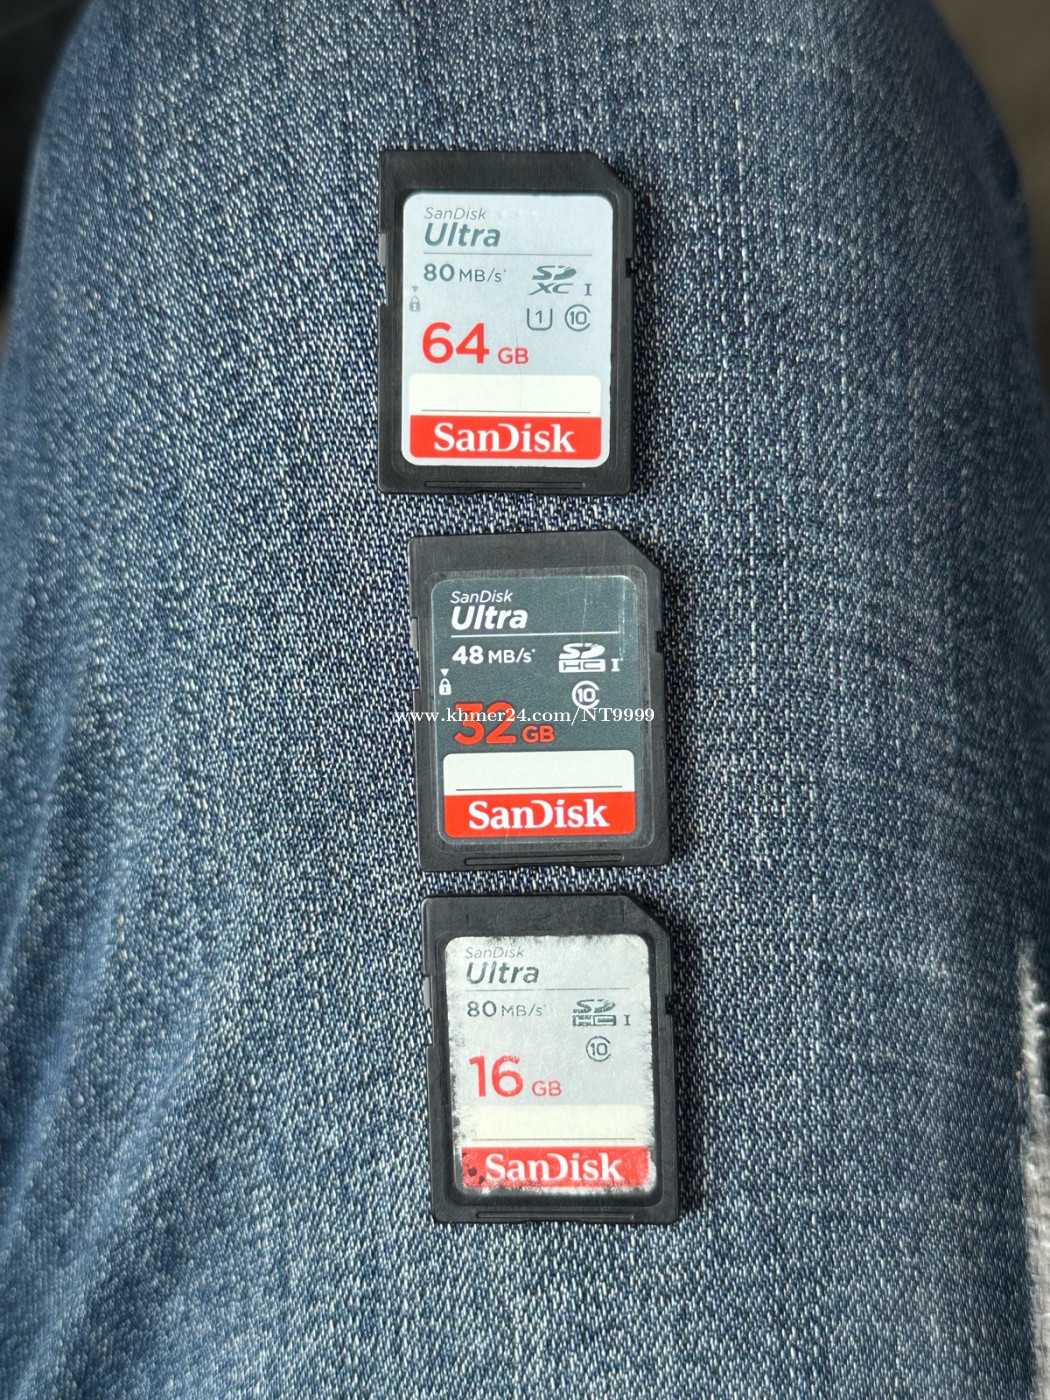 SanDisk
Ultra
80 MB/s*
SD XC I
1 10
64 GB
SanDisk
SanDisk
Ultra
48 MB/s*
SD HC I
10
www.khmer24.com/NT9999
32 GB
SanDisk
SanDisk
Ultra
80 MB/s*
SD HC I
10
16 GB
SanDisk